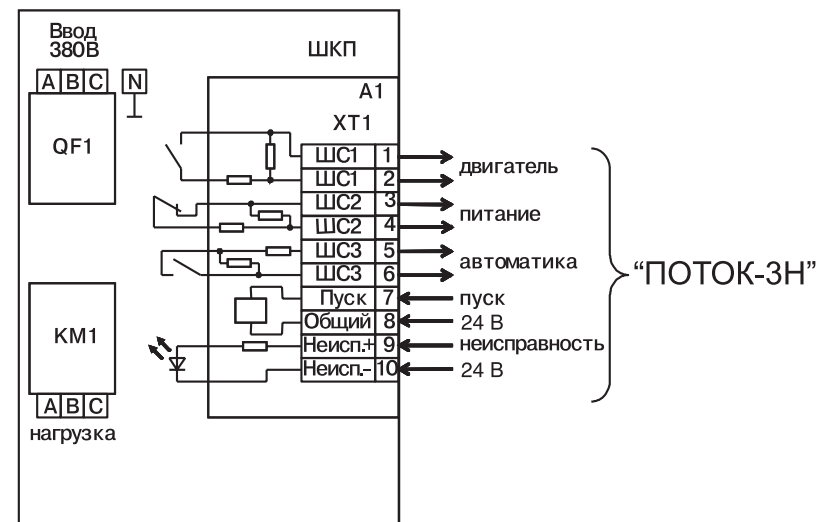 Ввод
380В
ШКП
A B C N
A1
XT1
QF1
ШС1 1
ШС1 2
двигатель
ШС2 3
ШС2 4
питание
ШС3 5
ШС3 6
автоматика
Пуск 7 пуск
Общий 8 24 В
Неисп.+ 9 неисправность
Неисп.- 10 24 В
“ПОТОК-3Н”
KM1
A B C
нагрузка